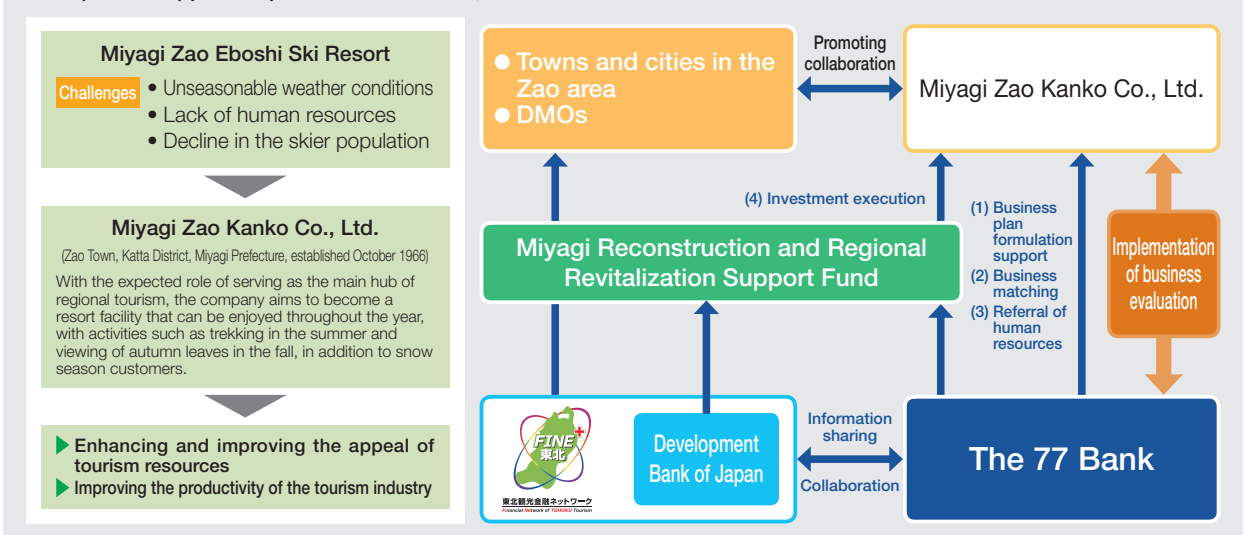 Miyagi Zao Eboshi Ski Resort
Challenges
• Unseasonable weather conditions
• Lack of human resources
• Decline in the skier population
Miyagi Zao Kanko Co., Ltd.
(Zao Town, Katta District, Miyagi Prefecture, established October 1966)
With the expected role of serving as the main hub of
regional tourism, the company aims to become a
resort facility that can be enjoyed throughout the year,
with activities such as trekking in the summer and
viewing of autumn leaves in the fall, in addition to snow
season customers.
Enhancing and improving the appeal of
tourism resources
Improving the productivity of the tourism industry
● Towns and cities in the
Zao area
● DMOs
Promoting
collaboration
Miyagi Zao Kanko Co., Ltd.
(4) Investment execution
(1) Business
plan
formulation
support
(2) Business
matching
(3) Referral of
human
resources
Implementation
of business
evaluation
Miyagi Reconstruction and Regional
Revitalization Support Fund
FINE+
東北
東北観光金融ネットワーク
Financial Network of TOHOKU Tourism
Development
Bank of Japan
Information
sharing
Collaboration
The 77 Bank